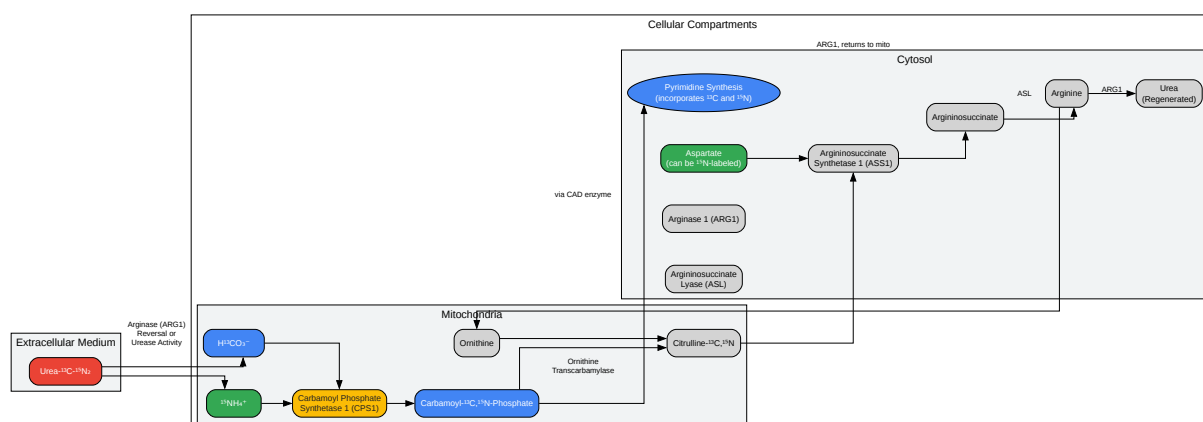 Cellular Compartments
ARG1, returns to mito
Cytosol
Pyrimidine Synthesis
(incorporates ¹³C and ¹⁵N)
ASL
Arginine
ARG1
Urea
(Regenerated)
Argininosuccinate
Aspartate
(can be ¹⁵N-labeled)
Argininosuccinate
Synthetase 1 (ASS1)
via CAD enzyme
Arginase 1 (ARG1)
Argininosuccinate
Lyase (ASL)
Mitochondria
Arginase (ARG1)
Reversal or
Urease Activity
Extracellular Medium
Urea-¹³C-¹⁵N₂
H¹³CO₃⁻
Ornithine
Citrulline-¹³C,¹⁵N
Ornithine
Transcarbamylase
¹⁵NH₄⁺
Carbamoyl Phosphate
Synthetase 1 (CPS1)
Carbamoyl-¹³C,¹⁵N-Phosphate